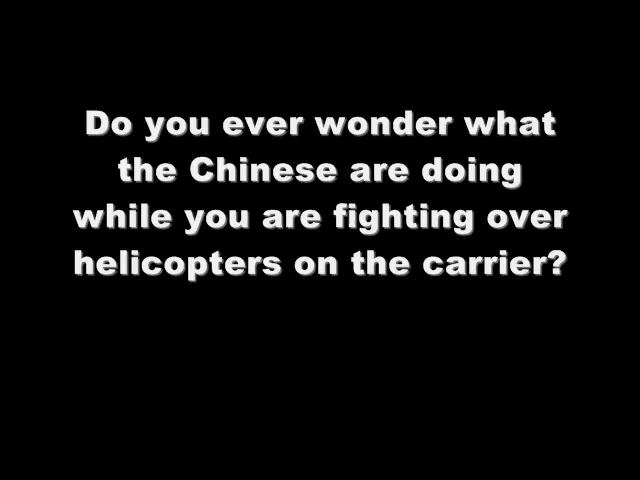 Do you ever wonder what
the Chinese are doing
while you are fighting over
helicopters on the carrier?